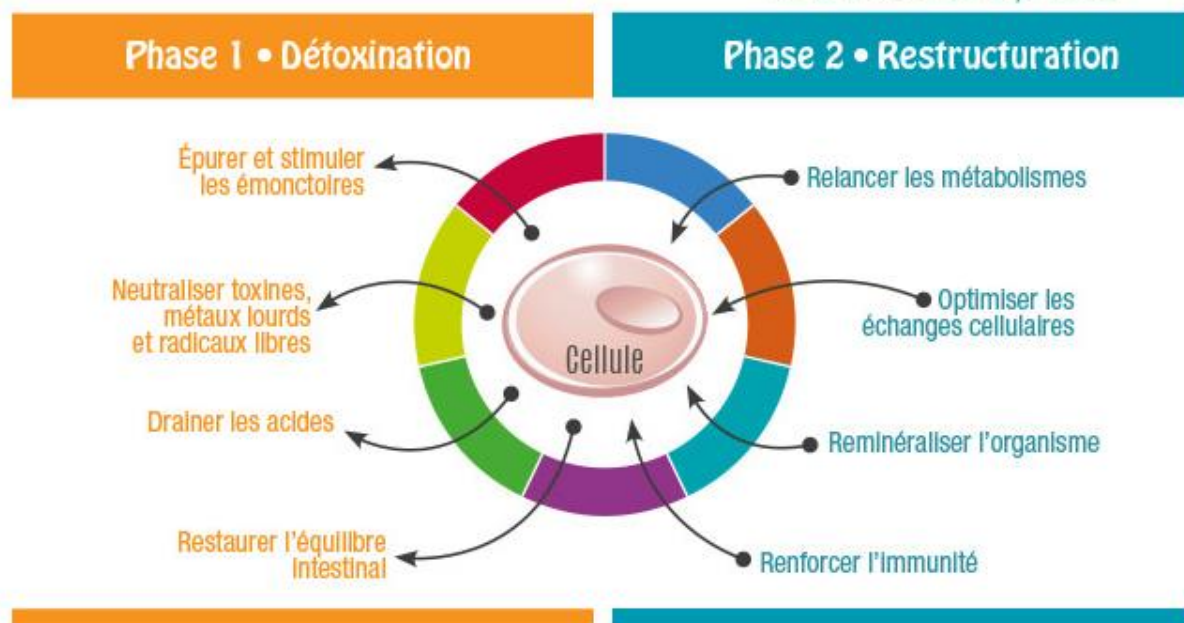 Phase 1 • Détoxination
Phase 2 • Restructuration
Épurer et stimuler
les émonctoires
Neutraliser toxines,
métaux lourds
et radicaux libres
Drainer les acides
Restaurer l’équilibre
intestinal
Cellule
Relancer les métabolismes
Optimiser les
échanges cellulaires
Reminéraliser l’organisme
Renforcer l’immunité